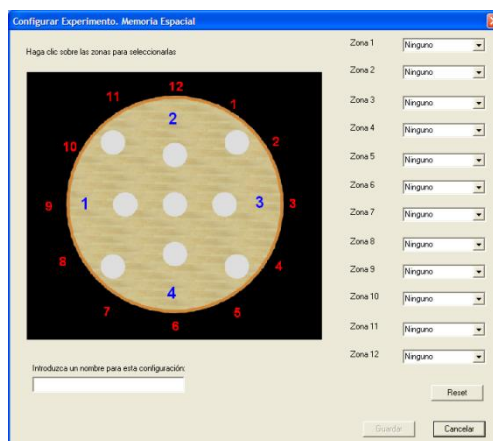 Configurar Experimento. Memoria Espacial
Haga clic sobre las zonas para seleccionarlas
12
11
1
2
10
2
9
1
3
3
8
4
4
7
5
6
Introduzca un nombre para esta configuración:
Zona 1 Ninguno
Zona 2 Ninguno
Zona 3 Ninguno
Zona 4 Ninguno
Zona 5 Ninguno
Zona 6 Ninguno
Zona 7 Ninguno
Zona 8 Ninguno
Zona 9 Ninguno
Zona 10 Ninguno
Zona 11 Ninguno
Zona 12 Ninguno
Reset
Guardar Cancelar